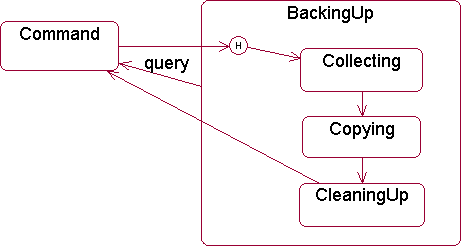 BackingUp
Command
H
query
Collecting
Copying
CleaningUp